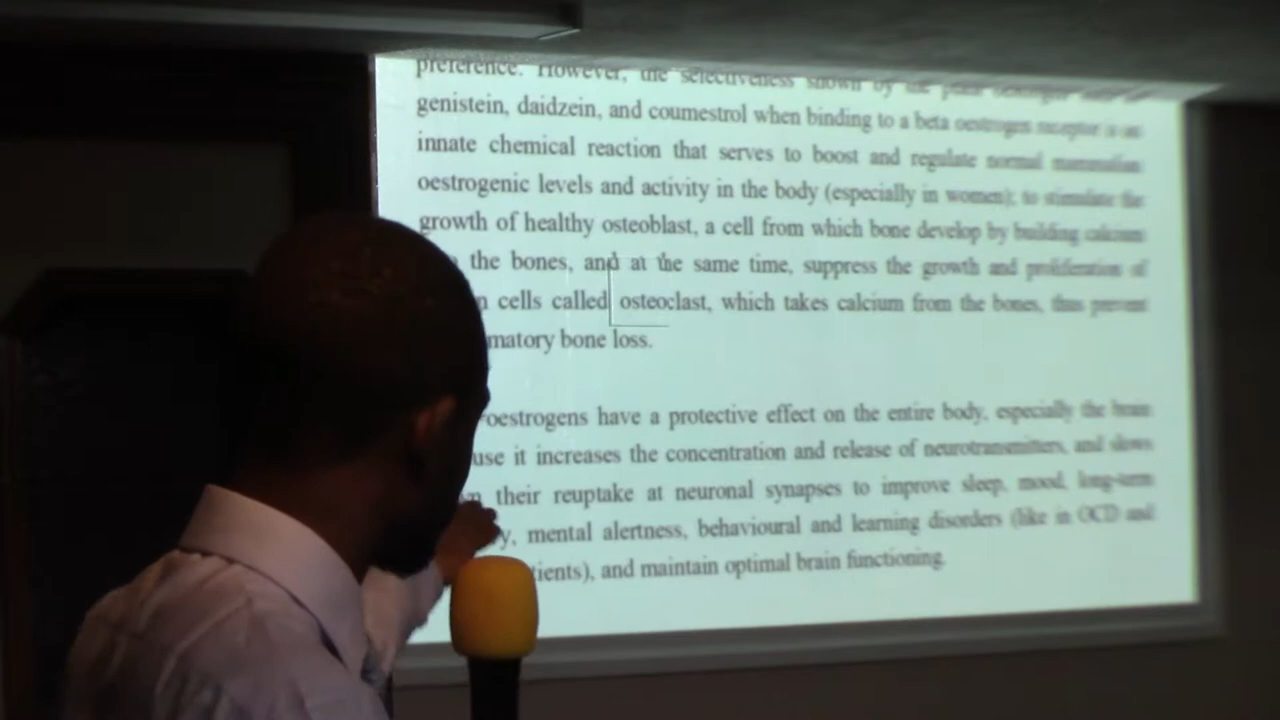 preference. However, the selectiveness shown by the
genistein, daidzein, and coumestrol when binding to a beta oestrogen receptor is an
innate chemical reaction that serves to boost and regulate normal mammalian
oestrogenic levels and activity in the body (especially in women); to stimulate the
growth of healthy osteoblast, a cell from which bone develop by building calcium
the bones, and at the same time, suppress the growth and proliferation of
cells called osteoclast, which takes calcium from the bones, thus prevent
matory bone loss.
oestrogens have a protective effect on the entire body, especially the brain
use it increases the concentration and release of neurotransmitters, and slows
their reuptake at neuronal synapses to improve sleep, mood, long-term
y, mental alertness, behavioural and learning disorders (like in OCD and
tients), and maintain optimal brain functioning.